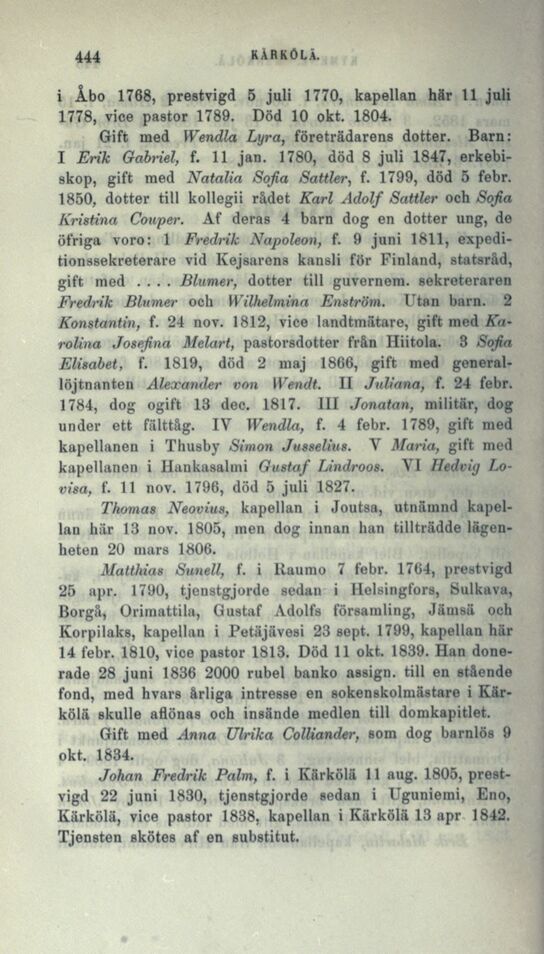 444
KÄRKÖLÄ.
i Åbo 1768, prestvigd 5 juli 1770, kapellan här 11 juli
1778, vice pastor 1789. Död 10 okt. 1804.
Gift med Wendla Lyra, företrädarens dotter. Barn:
I Erik Gabriel, f. 11 jan. 1780, död 8 juli 1847, erkebi-
skop, gift med Natalia Sofia Sattler, f. 1799, död 5 febr.
1850, dotter till kollegii rådet Karl Adolf Sattler och Sofia
Kristina Couper. Af deras 4 barn dog en dotter ung, de
öfriga voro: 1 Fredrik Napoleon, f. 9 juni 1811, expedi-
tionssekreterare vid Kejsarens kansli för Finland, statsråd,
gift med .... Blumer, dotter till guvernem. sekreteraren
Fredrik Blumer och Wilhelmina Enström. Utan barn. 2
Konstantin, f. 24 nov. 1812, vice landtmätare, gift med Ka-
rolina Josefina Melart, pastorsdotter från Hiitola. 3 Sofia
Elisabet, f. 1819, död 2 maj 1866, gift med general-
löjtnanten Alexander von Wendt. II Juliana, f. 24 febr.
1784, dog ogift 13 dec. 1817. III Jonatan, militär, dog
under ett fälttåg. IV Wendla, f. 4 febr. 1789, gift med
kapellanen i Thusby Simon Jusselius. V Maria, gift med
kapellanen i Hankasalmi Gustaf Lindroos. VI Hedvig Lo-
visa, f. 11 nov. 1796, död 5 juli 1827.
Thomas Neovius, kapellan i Joutsa, utnämnd kapel-
lan här 13 nov. 1805, men dog innan han tillträdde lägen-
heten 20 mars 1806.
Matthias Sunell, f. i Raumo 7 febr. 1764, prestvigd
25 apr. 1790, tjenstgjorde sedan i Helsingfors, Sulkava,
Borgå, Orimattila, Gustaf Adolfs församling, Jämsä och
Korpilaks, kapellan i Petäjävesi 23 sept. 1799, kapellan här
14 febr. 1810, vice pastor 1813. Död 11 okt. 1839. Han done-
rade 28 juni 1836 2000 rubel banko assign. till en stående
fond, med hvars årliga intresse en sokenskolmästare i Kär-
kölä skulle aflönas och insände medlen till domkapitlet.
Gift med Anna Ulrika Colliander, som dog barnlös 9
okt. 1834.
Johan Fredrik Palm, f. i Kärkölä 11 aug. 1805, prest-
vigd 22 juni 1830, tjenstgjorde sedan i Uguniemi, Eno,
Kärkölä, vice pastor 1838, kapellan i Kärkölä 13 apr. 1842.
Tjensten skötes af en substitut.